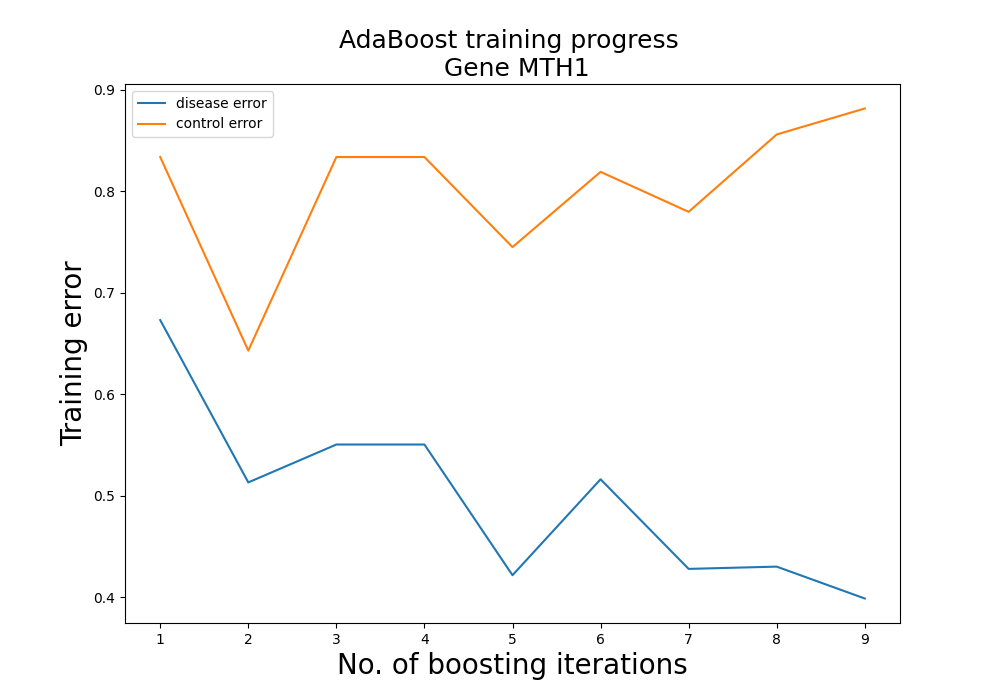 AdaBoost training progress
Gene MTH1
disease error
control error
Training error
0.9
0.8
0.7
0.6
0.5
0.4
1 2 3 4 5 6 7 8 9
No. of boosting iterations